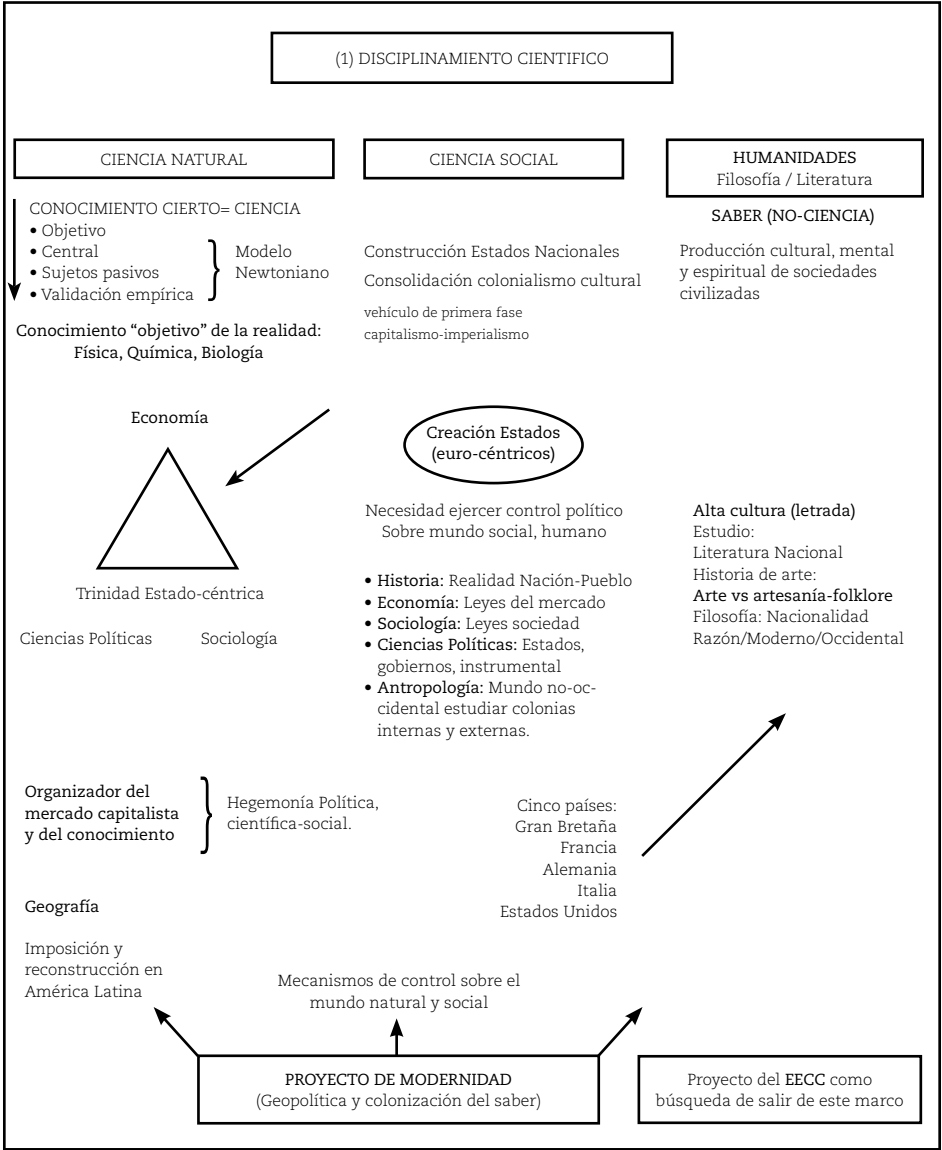 (1) DISCIPLINAMIENTO CIENTIFICO
CIENCIA NATURAL
CONOCIMIENTO CIERTO= CIENCIA
• Objetivo
• Central
• Sujetos pasivos
• Validación empírica
Modelo
Newtoniano
Conocimiento “objetivo” de la realidad:
Física, Química, Biología
Economía
Trinidad Estado-céntrica
Ciencias Políticas
Sociología
Organizador del
mercado capitalista
y del conocimiento
Hegemonía Política,
científica-social.
Geografía
Imposición y
reconstrucción en
América Latina
CIENCIA SOCIAL
Construcción Estados Nacionales
Consolidación colonialismo cultural
vehículo de primera fase
capitalismo-imperialismo
Creación Estados
(euro-céntricos)
Necesidad ejercer control político
Sobre mundo social, humano
• Historia: Realidad Nación-Pueblo
• Economía: Leyes del mercado
• Sociología: Leyes sociedad
• Ciencias Políticas: Estados,
gobiernos, instrumental
• Antropología: Mundo no-oc-
cidental estudiar colonias
internas y externas.
Cinco países:
Gran Bretaña
Francia
Alemania
Italia
Estados Unidos
Mecanismos de control sobre el
mundo natural y social
HUMANIDADES
Filosofía / Literatura
SABER (NO-CIENCIA)
Producción cultural, mental
y espiritual de sociedades
civilizadas
Alta cultura (letrada)
Estudio:
Literatura Nacional
Historia de arte:
Arte vs artesanía-folklore
Filosofía: Nacionalidad
Razón/Moderno/Occidental
PROYECTO DE MODERNIDAD
(Geopolítica y colonización del saber)
Proyecto del EECC como
búsqueda de salir de este marco